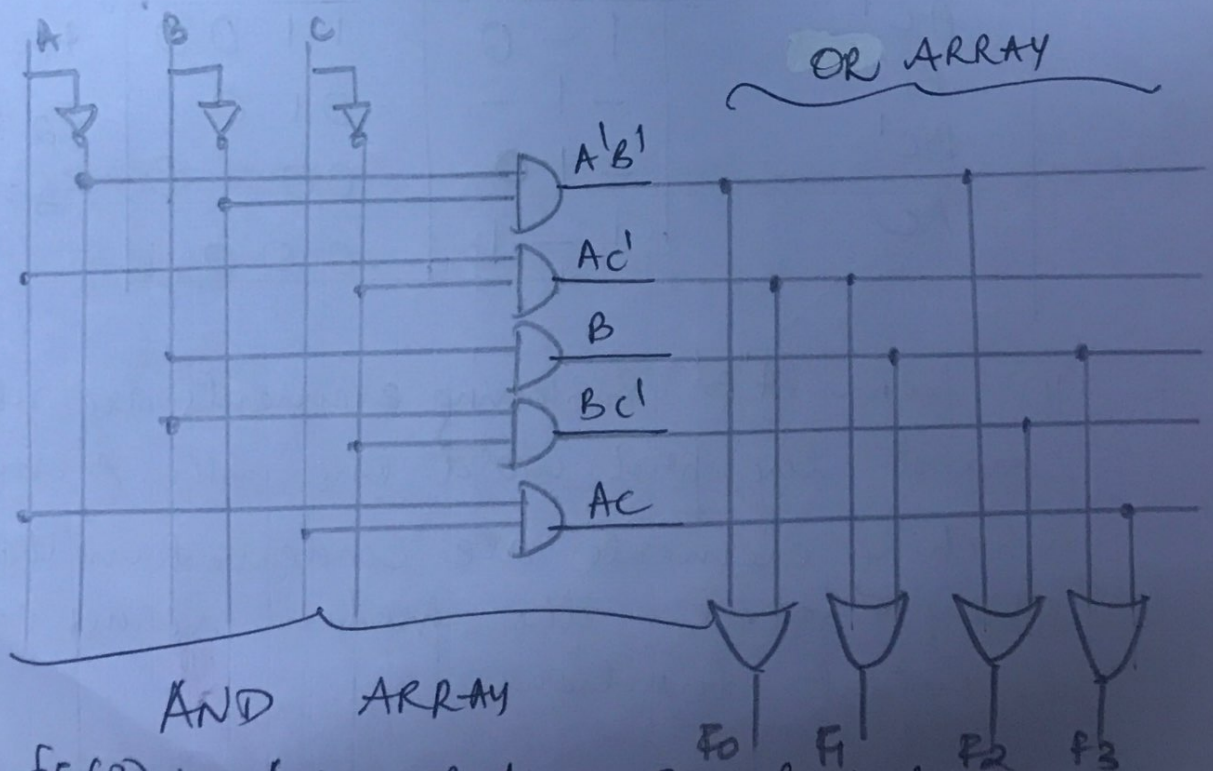 A B C
OR ARRAY
A'B'
AC'
B
BC'
AC
AND ARRAY
F0 F1 F2 F3